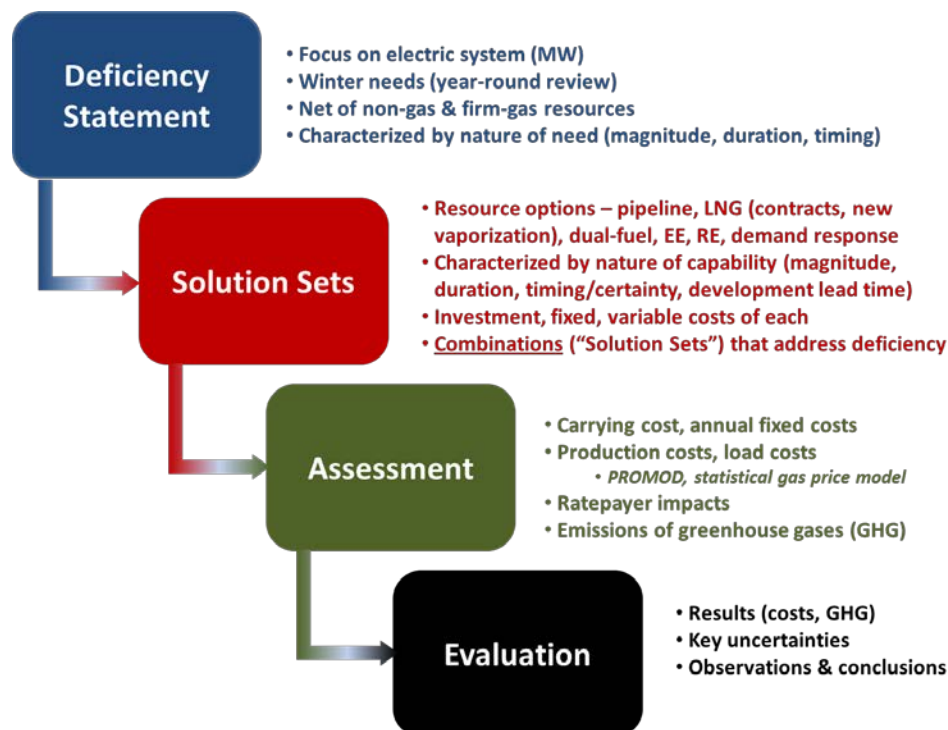 Deficiency
Statement
• Focus on electric system (MW)
• Winter needs (year-round review)
• Net of non-gas & firm-gas resources
• Characterized by nature of need (magnitude, duration, timing)
Solution Sets
• Resource options – pipeline, LNG (contracts, new
vaporization), dual-fuel, EE, RE, demand response
• Characterized by nature of capability (magnitude,
duration, timing/certainty, development lead time)
• Investment, fixed, variable costs of each
• Combinations (“Solution Sets”) that address deficiency
Assessment
• Carrying cost, annual fixed costs
• Production costs, load costs
• PROMOD, statistical gas price model
• Ratepayer impacts
• Emissions of greenhouse gases (GHG)
Evaluation
• Results (costs, GHG)
• Key uncertainties
• Observations & conclusions